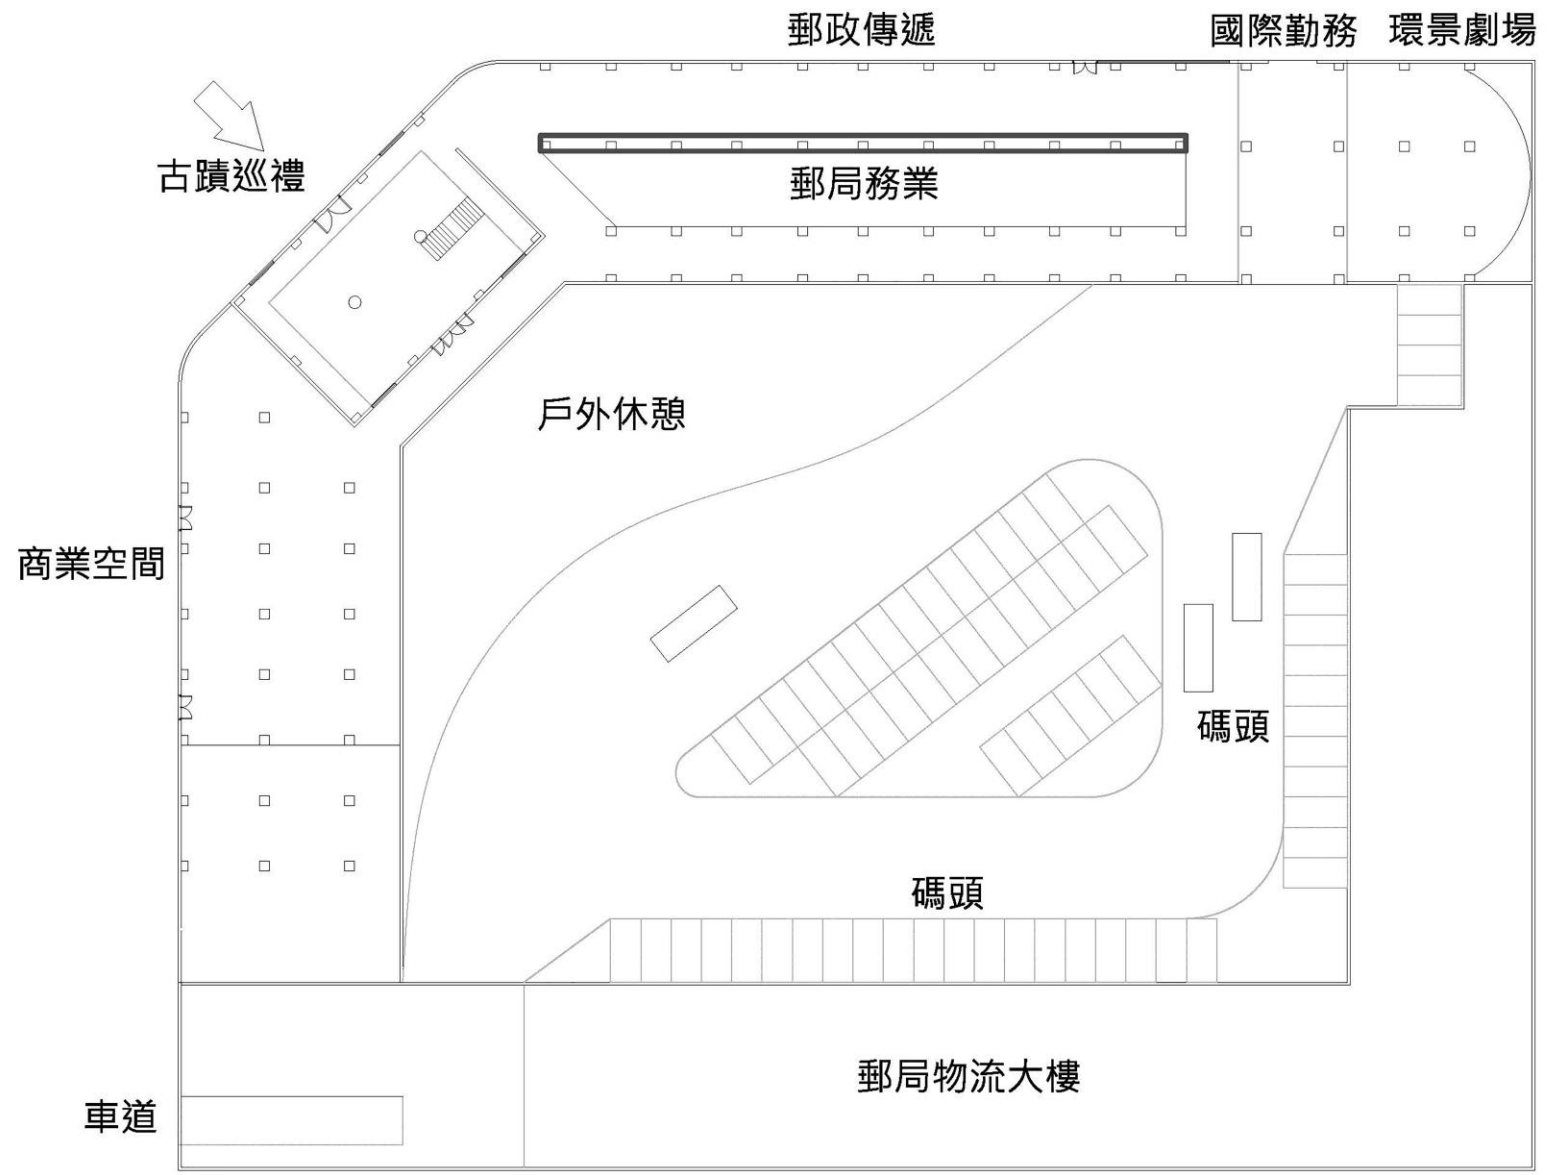 郵政傳遞
國際勤務
環景劇場
古蹟巡禮
郵局務業
戶外休憩
商業空間
碼頭
碼頭
郵局物流大樓
車道